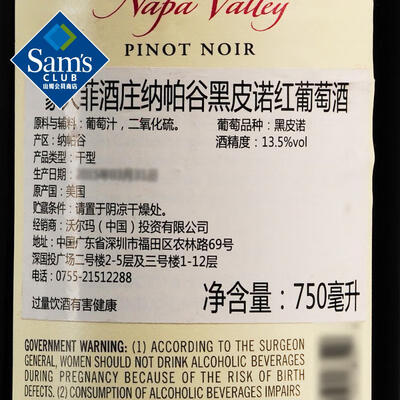 Napa Valley
PINOT NOIR
Sam's
CLUB
山姆会员商店
菲酒庄纳帕谷黑皮诺红葡萄酒
原料与辅料：葡萄汁，二氧化硫。 葡萄品种：黑皮诺
产区：纳帕谷 酒精度：13.5%vol
产品类型：干型
生产日期：
原产国：美国
贮藏条件：请置于阴凉干燥处。
经销商：沃尔玛（中国）投资有限公司
地址：中国广东省深圳市福田区农林路69号
深国投广场二号楼2-5层及三号楼1-12层
电话：0755-21512288
过量饮酒有害健康 净含量：750毫升
GOVERNMENT WARNING: (1) ACCORDING TO THE SURGEON
GENERAL, WOMEN SHOULD NOT DRINK ALCOHOLIC BEVERAGES
DURING PREGNANCY BECAUSE OF THE RISK OF BIRTH
DEFECTS. (2) CONSUMPTION OF ALCOHOLIC BEVERAGES IMPAIRS